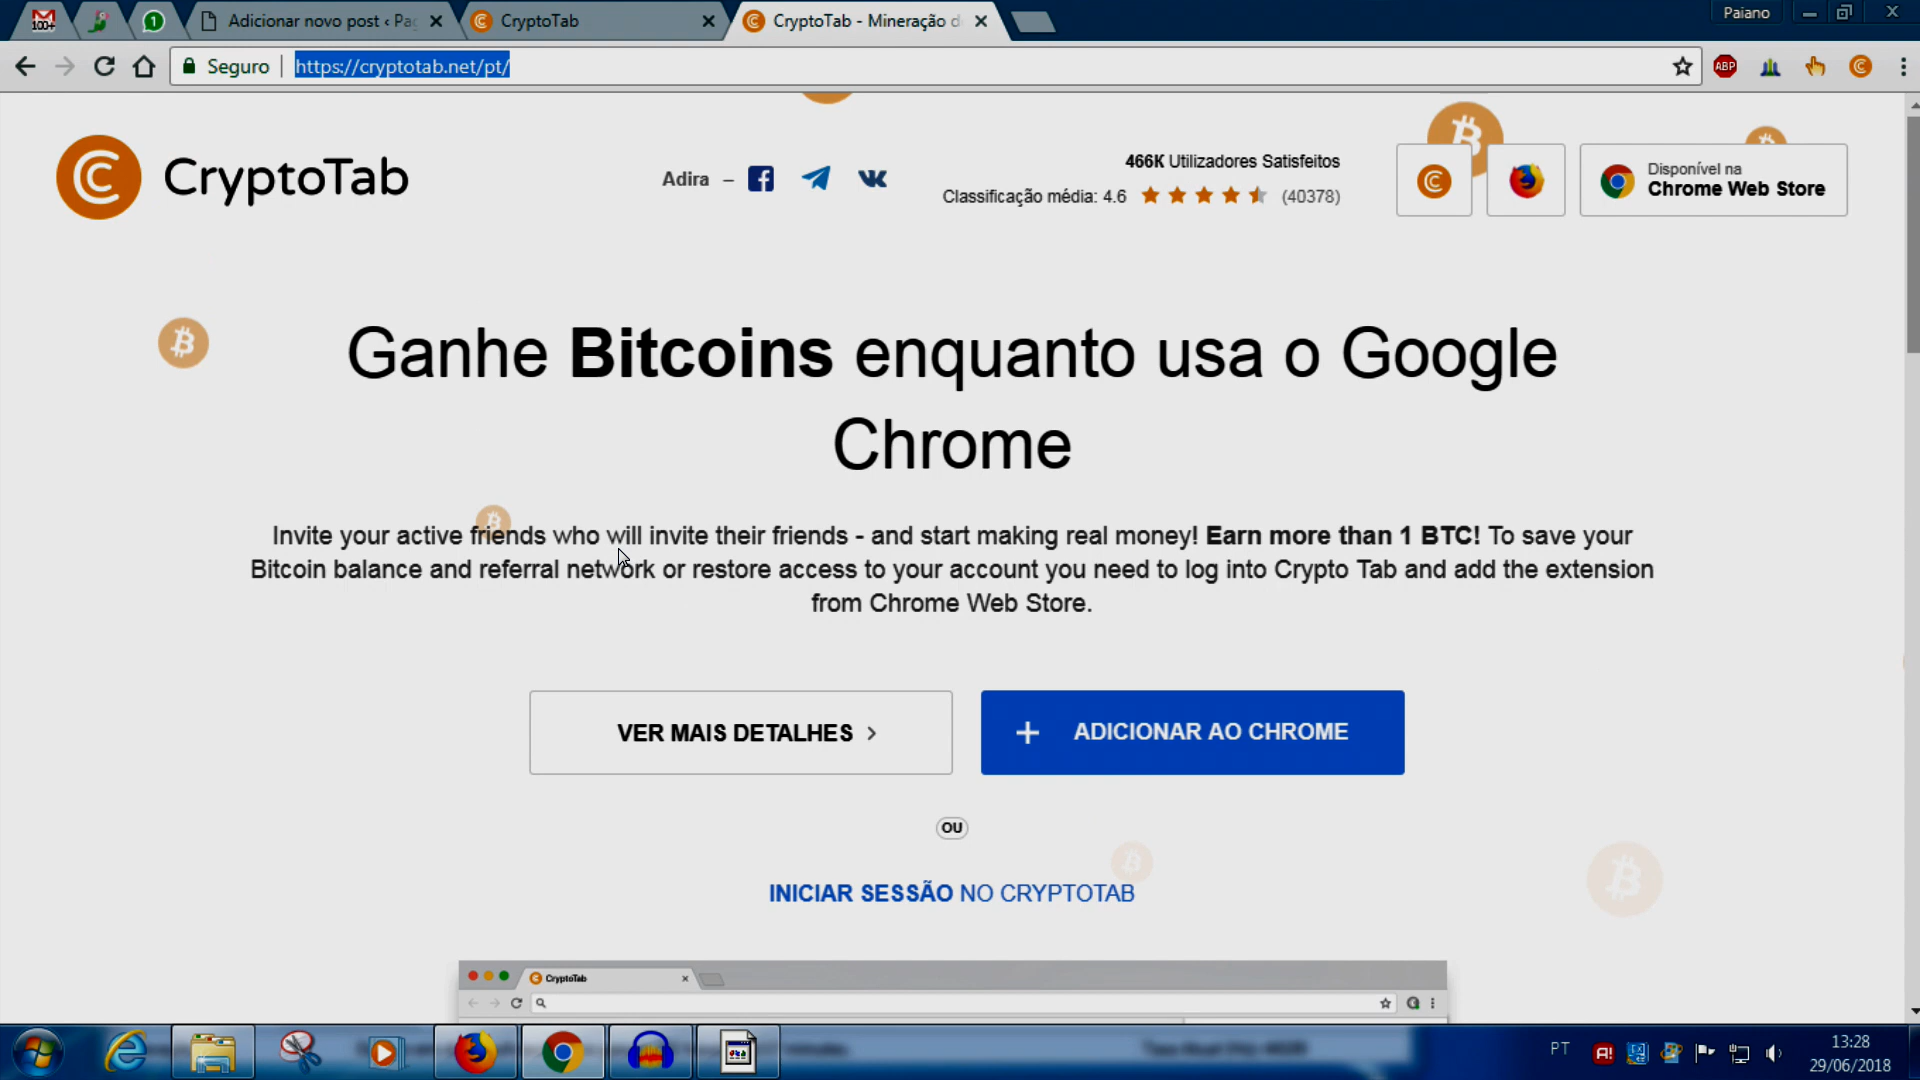 100+
1
Adicionar novo post ‹ Pag
CryptoTab
CryptoTab - Mineração d
Paiano
Seguro
https://cryptotab.net/pt/
ABP
CryptoTab
Adira –
466K Utilizadores Satisfeitos
Classificação média: 4.6
(40378)
Disponível na
Chrome Web Store
Ganhe Bitcoins enquanto usa o Google
Chrome
Invite your active friends who will invite their friends - and start making real money! Earn more than 1 BTC! To save your
Bitcoin balance and referral network or restore access to your account you need to log into Crypto Tab and add the extension
from Chrome Web Store.
VER MAIS DETALHES
+ ADICIONAR AO CHROME
OU
INICIAR SESSÃO NO CRYPTOTAB
CryptoTab
PT
13:28
29/06/2018